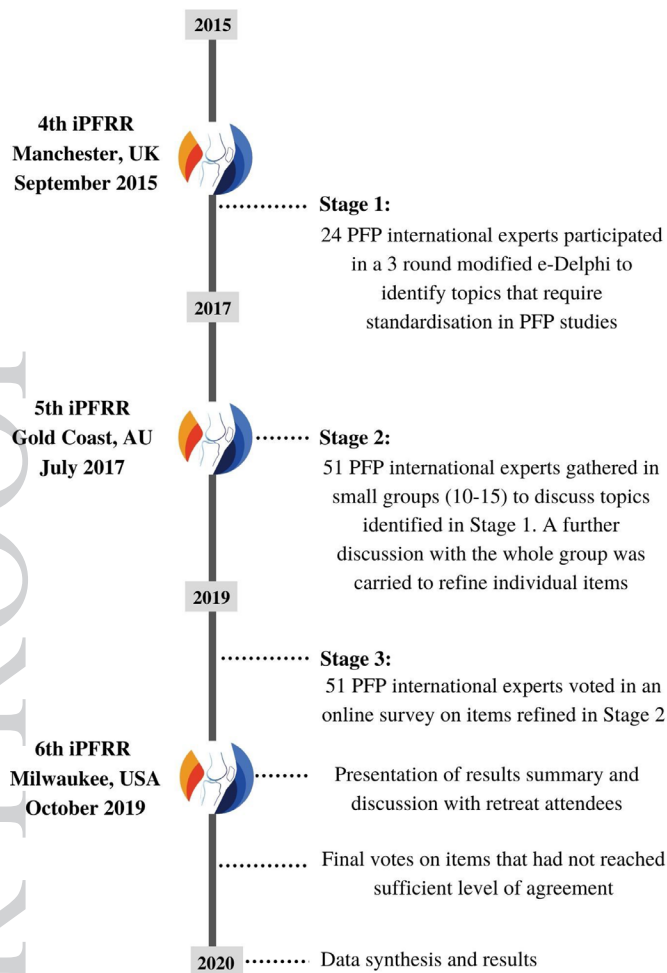 2015
4th iPFRR
Manchester, UK
September 2015
Stage 1:
24 PFP international experts participated
in a 3 round modified e-Delphi to
identify topics that require
standardisation in PFP studies
2017
5th iPFRR
Gold Coast, AU
July 2017
Stage 2:
51 PFP international experts gathered in
small groups (10-15) to discuss topics
identified in Stage 1. A further
discussion with the whole group was
carried to refine individual items
2019
Stage 3:
51 PFP international experts voted in an
online survey on items refined in Stage 2
6th iPFRR
Milwaukee, USA
October 2019
Presentation of results summary and
discussion with retreat attendees
Final votes on items that had not reached
sufficient level of agreement
2020
Data synthesis and results